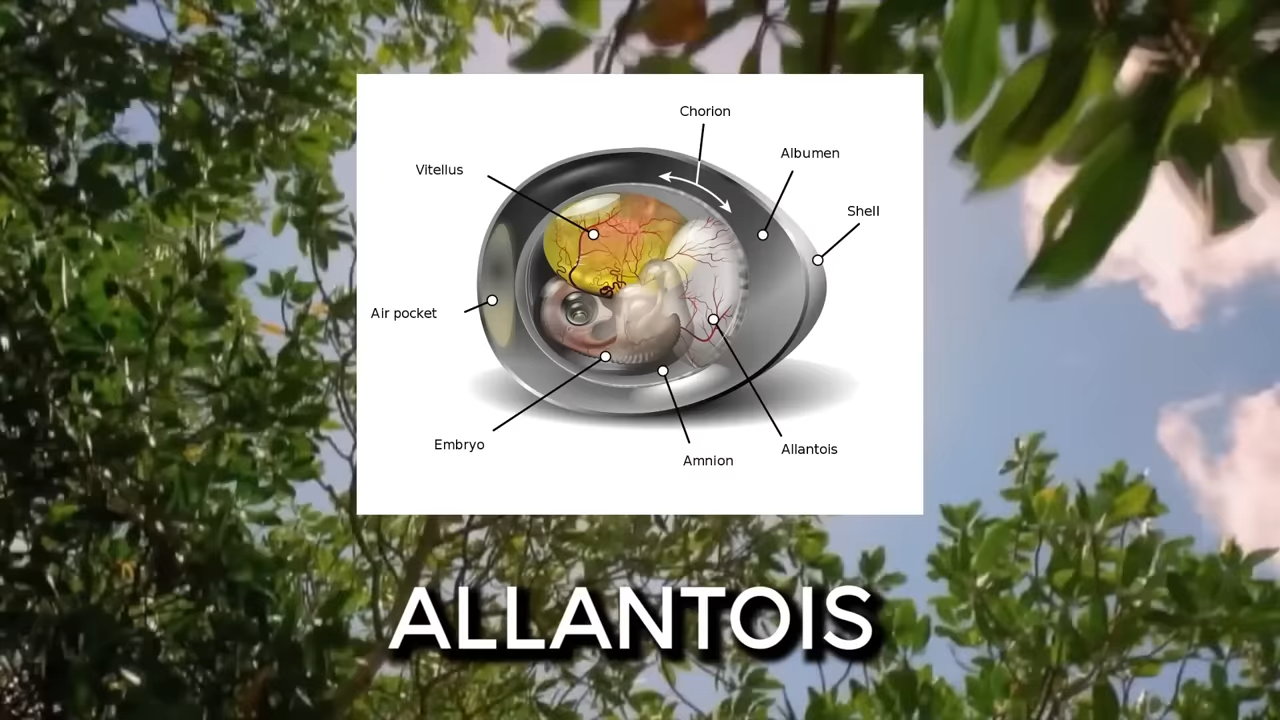 Chorion
Albumen
Vitellus
Shell
Air pocket
Embryo
Amnion
Allantois
ALLANTOIS